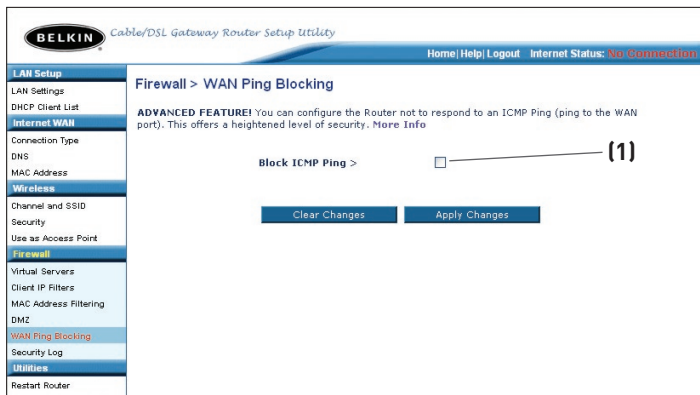 BELKIN Cable/DSL Gateway Router Setup Utility
Home|Help|Logout Internet Status: No Connection
LAN Setup
LAN Settings
DHCP Client List
Internet WAN
Connection Type
DNS
MAC Address
Wireless
Channel and SSID
Security
Use as Access Point
Firewall
Virtual Servers
Client IP Filters
MAC Address Filtering
DMZ
WAN Ping Blocking
Security Log
Utilities
Restart Router
Firewall > WAN Ping Blocking
ADVANCED FEATURE! You can configure the Router not to respond to an ICMP Ping (ping to the WAN
port). This offers a heightened level of security. More Info
Block ICMP Ping >
(1)
Clear Changes Apply Changes